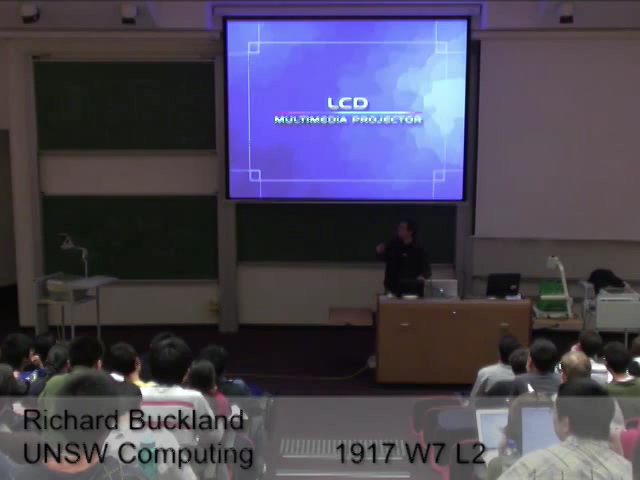 LCD
MULTIMEDIA PROJECTOR
Richard Buckland
UNSW Computing 1917 W7 L2